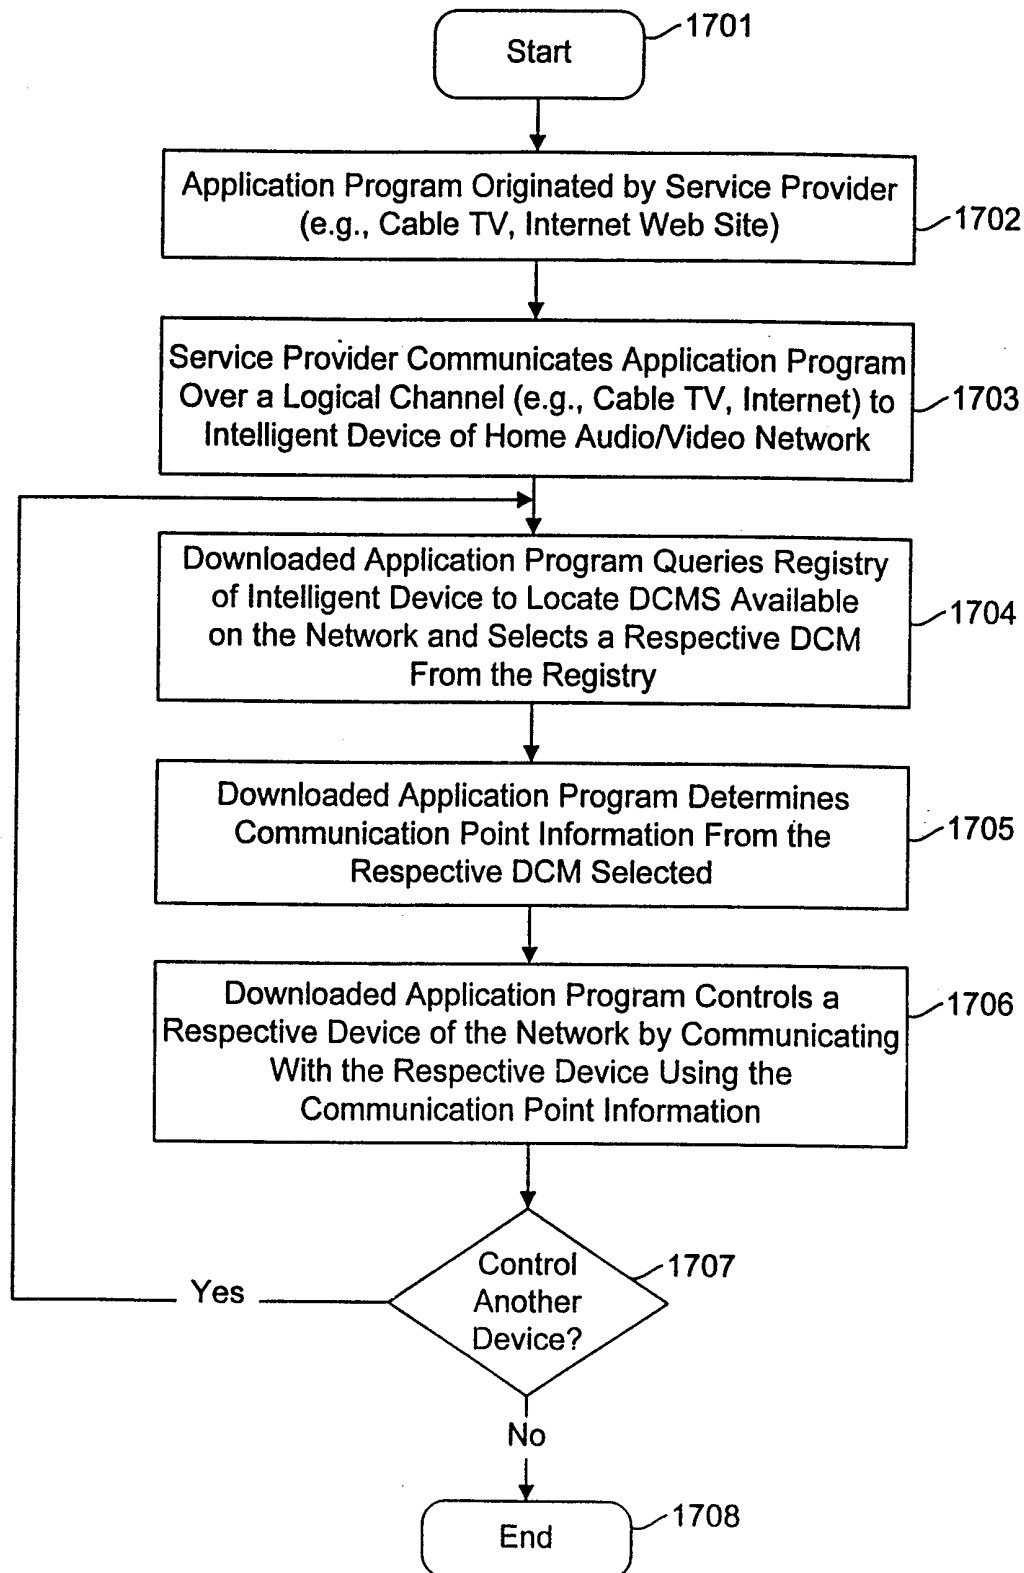 Start
1701
Application Program Originated by Service Provider
(e.g., Cable TV, Internet Web Site)
1702
Service Provider Communicates Application Program
Over a Logical Channel (e.g., Cable TV, Internet) to
Intelligent Device of Home Audio/Video Network
1703
Downloaded Application Program Queries Registry
of Intelligent Device to Locate DCMS Available
on the Network and Selects a Respective DCM
From the Registry
1704
Downloaded Application Program Determines
Communication Point Information From the
Respective DCM Selected
1705
Downloaded Application Program Controls a
Respective Device of the Network by Communicating
With the Respective Device Using the
Communication Point Information
1706
Control
Another
Device?
1707
Yes
No
End
1708